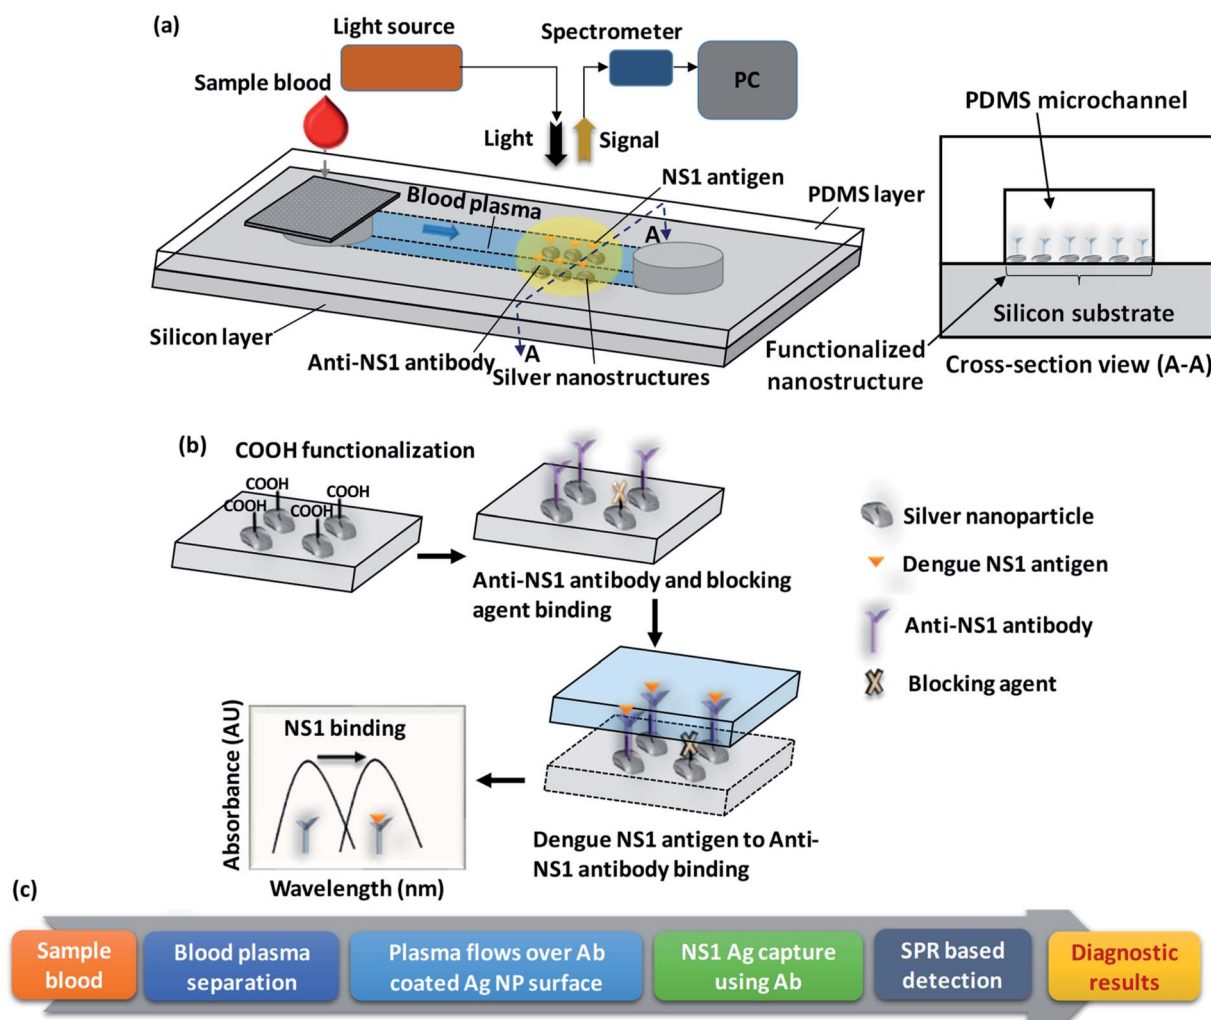 (a)
Light source
Spectrometer
Sample blood
PC
Light
Signal
PDMS microchannel
NS1 antigen
Blood plasma
PDMS layer
A
Silicon layer
Anti-NS1 antibody
A
Silver nanostructures
Silicon substrate
Functionalized
nanostructure
Cross-section view (A-A)
(b)
COOH functionalization
COOH
COOH
COOH
COOH
Anti-NS1 antibody and blocking
agent binding
Silver nanoparticle
Dengue NS1 antigen
Anti-NS1 antibody
Blocking agent
Absorbance (AU)
NS1 binding
Wavelength (nm)
Dengue NS1 antigen to Anti-
NS1 antibody binding
(c)
Sample
blood
Blood plasma
separation
Plasma flows over Ab
coated Ag NP surface
NS1 Ag capture
using Ab
SPR based
detection
Diagnostic
results